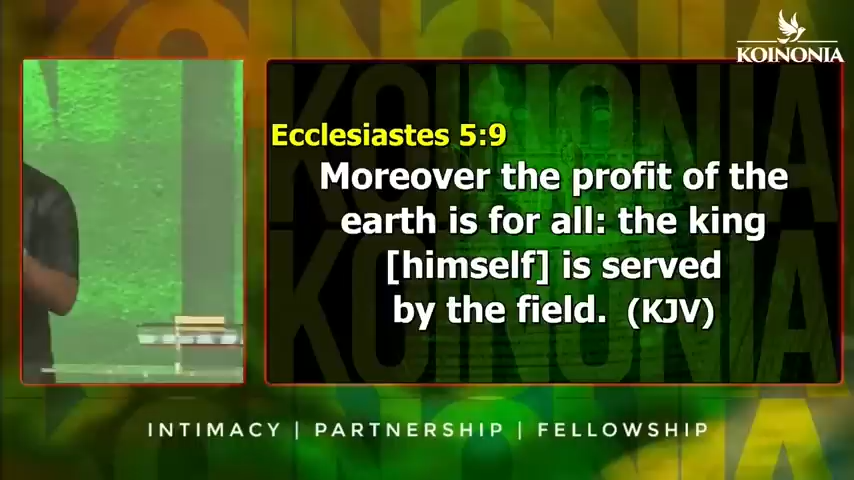 KOINONIA
Ecclesiastes 5:9
Moreover the profit of the
earth is for all: the king
[himself] is served
by the field. (KJV)
INTIMACY | PARTNERSHIP | FELLOWSHIP